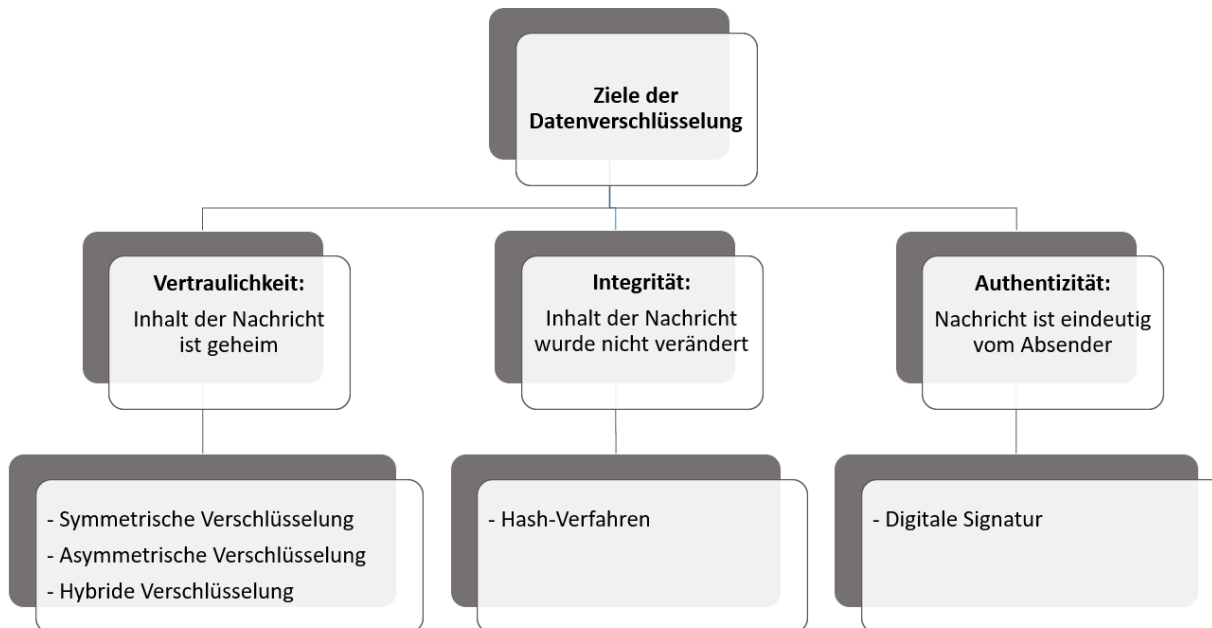 Ziele der
Datenverschlüsselung
Vertraulichkeit:
Inhalt der Nachricht
ist geheim
Integrität:
Inhalt der Nachricht
wurde nicht verändert
Authentizität:
Nachricht ist eindeutig
vom Absender
- Symmetrische Verschlüsselung
- Asymmetrische Verschlüsselung
- Hybride Verschlüsselung
- Hash-Verfahren
- Digitale Signatur